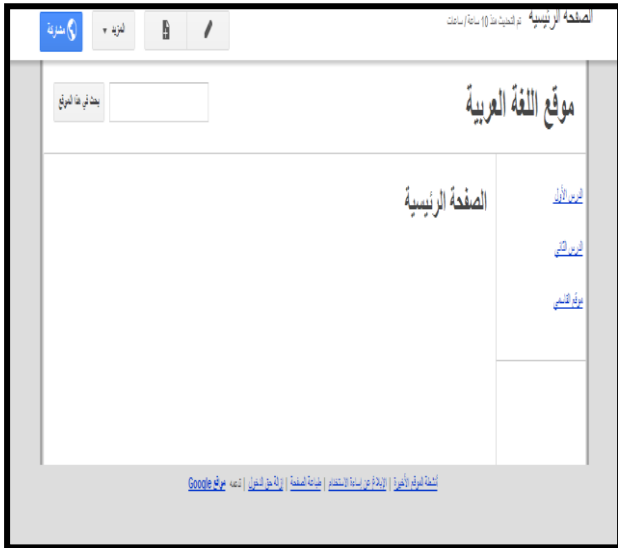 الصفحة الرئيسية تم التحديث منذ 10 ساعة/ساعات
المزيد
مشاركة
موقع اللغة العربية
بحث في هذا الموقع
الصفحة الرئيسية
الدرس الأول
الدرس الثاني
موقع القاسمي
أنشطة الموقع الأخيرة | الإبلاغ عن إساءة الاستخدام | طباعة الصفحة | إزالة حق الدخول | تدعمه مواقع Google